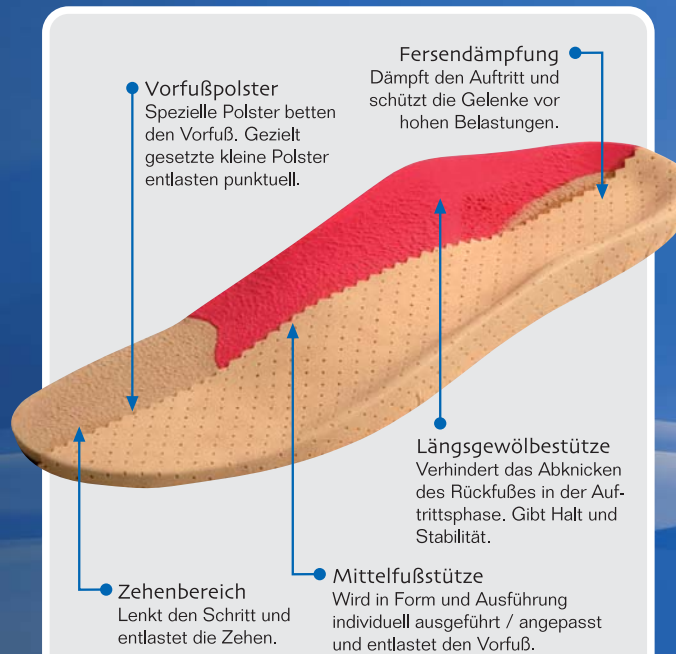 Fersendämpfung
Dämpft den Auftritt und
schützt die Gelenke vor
hohen Belastungen.
Vorfußpolster
Spezielle Polster betten
den Vorfuß. Gezielt
gesetzte kleine Polster
entlasten punktuell.
Längsgewölbestütze
Verhindert das Abknicken
des Rückfußes in der Auf-
trittsphase. Gibt Halt und
Stabilität.
Zehenbereich
Lenkt den Schritt und
entlastet die Zehen.
Mittelfußstütze
Wird in Form und Ausführung
individuell ausgeführt / angepasst
und entlastet den Vorfuß.